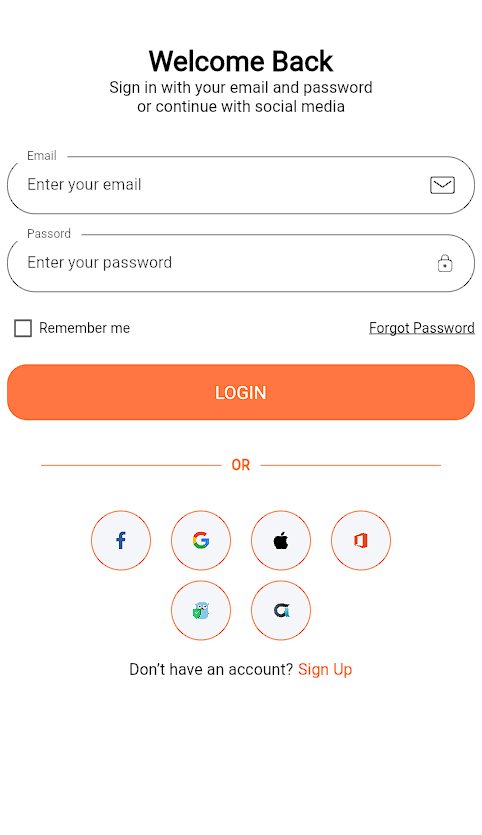 Welcome Back
Sign in with your email and password
or continue with social media
Email
Enter your email
Passord
Enter your password
Remember me
Forgot Password
LOGIN
OR
Don’t have an account? Sign Up